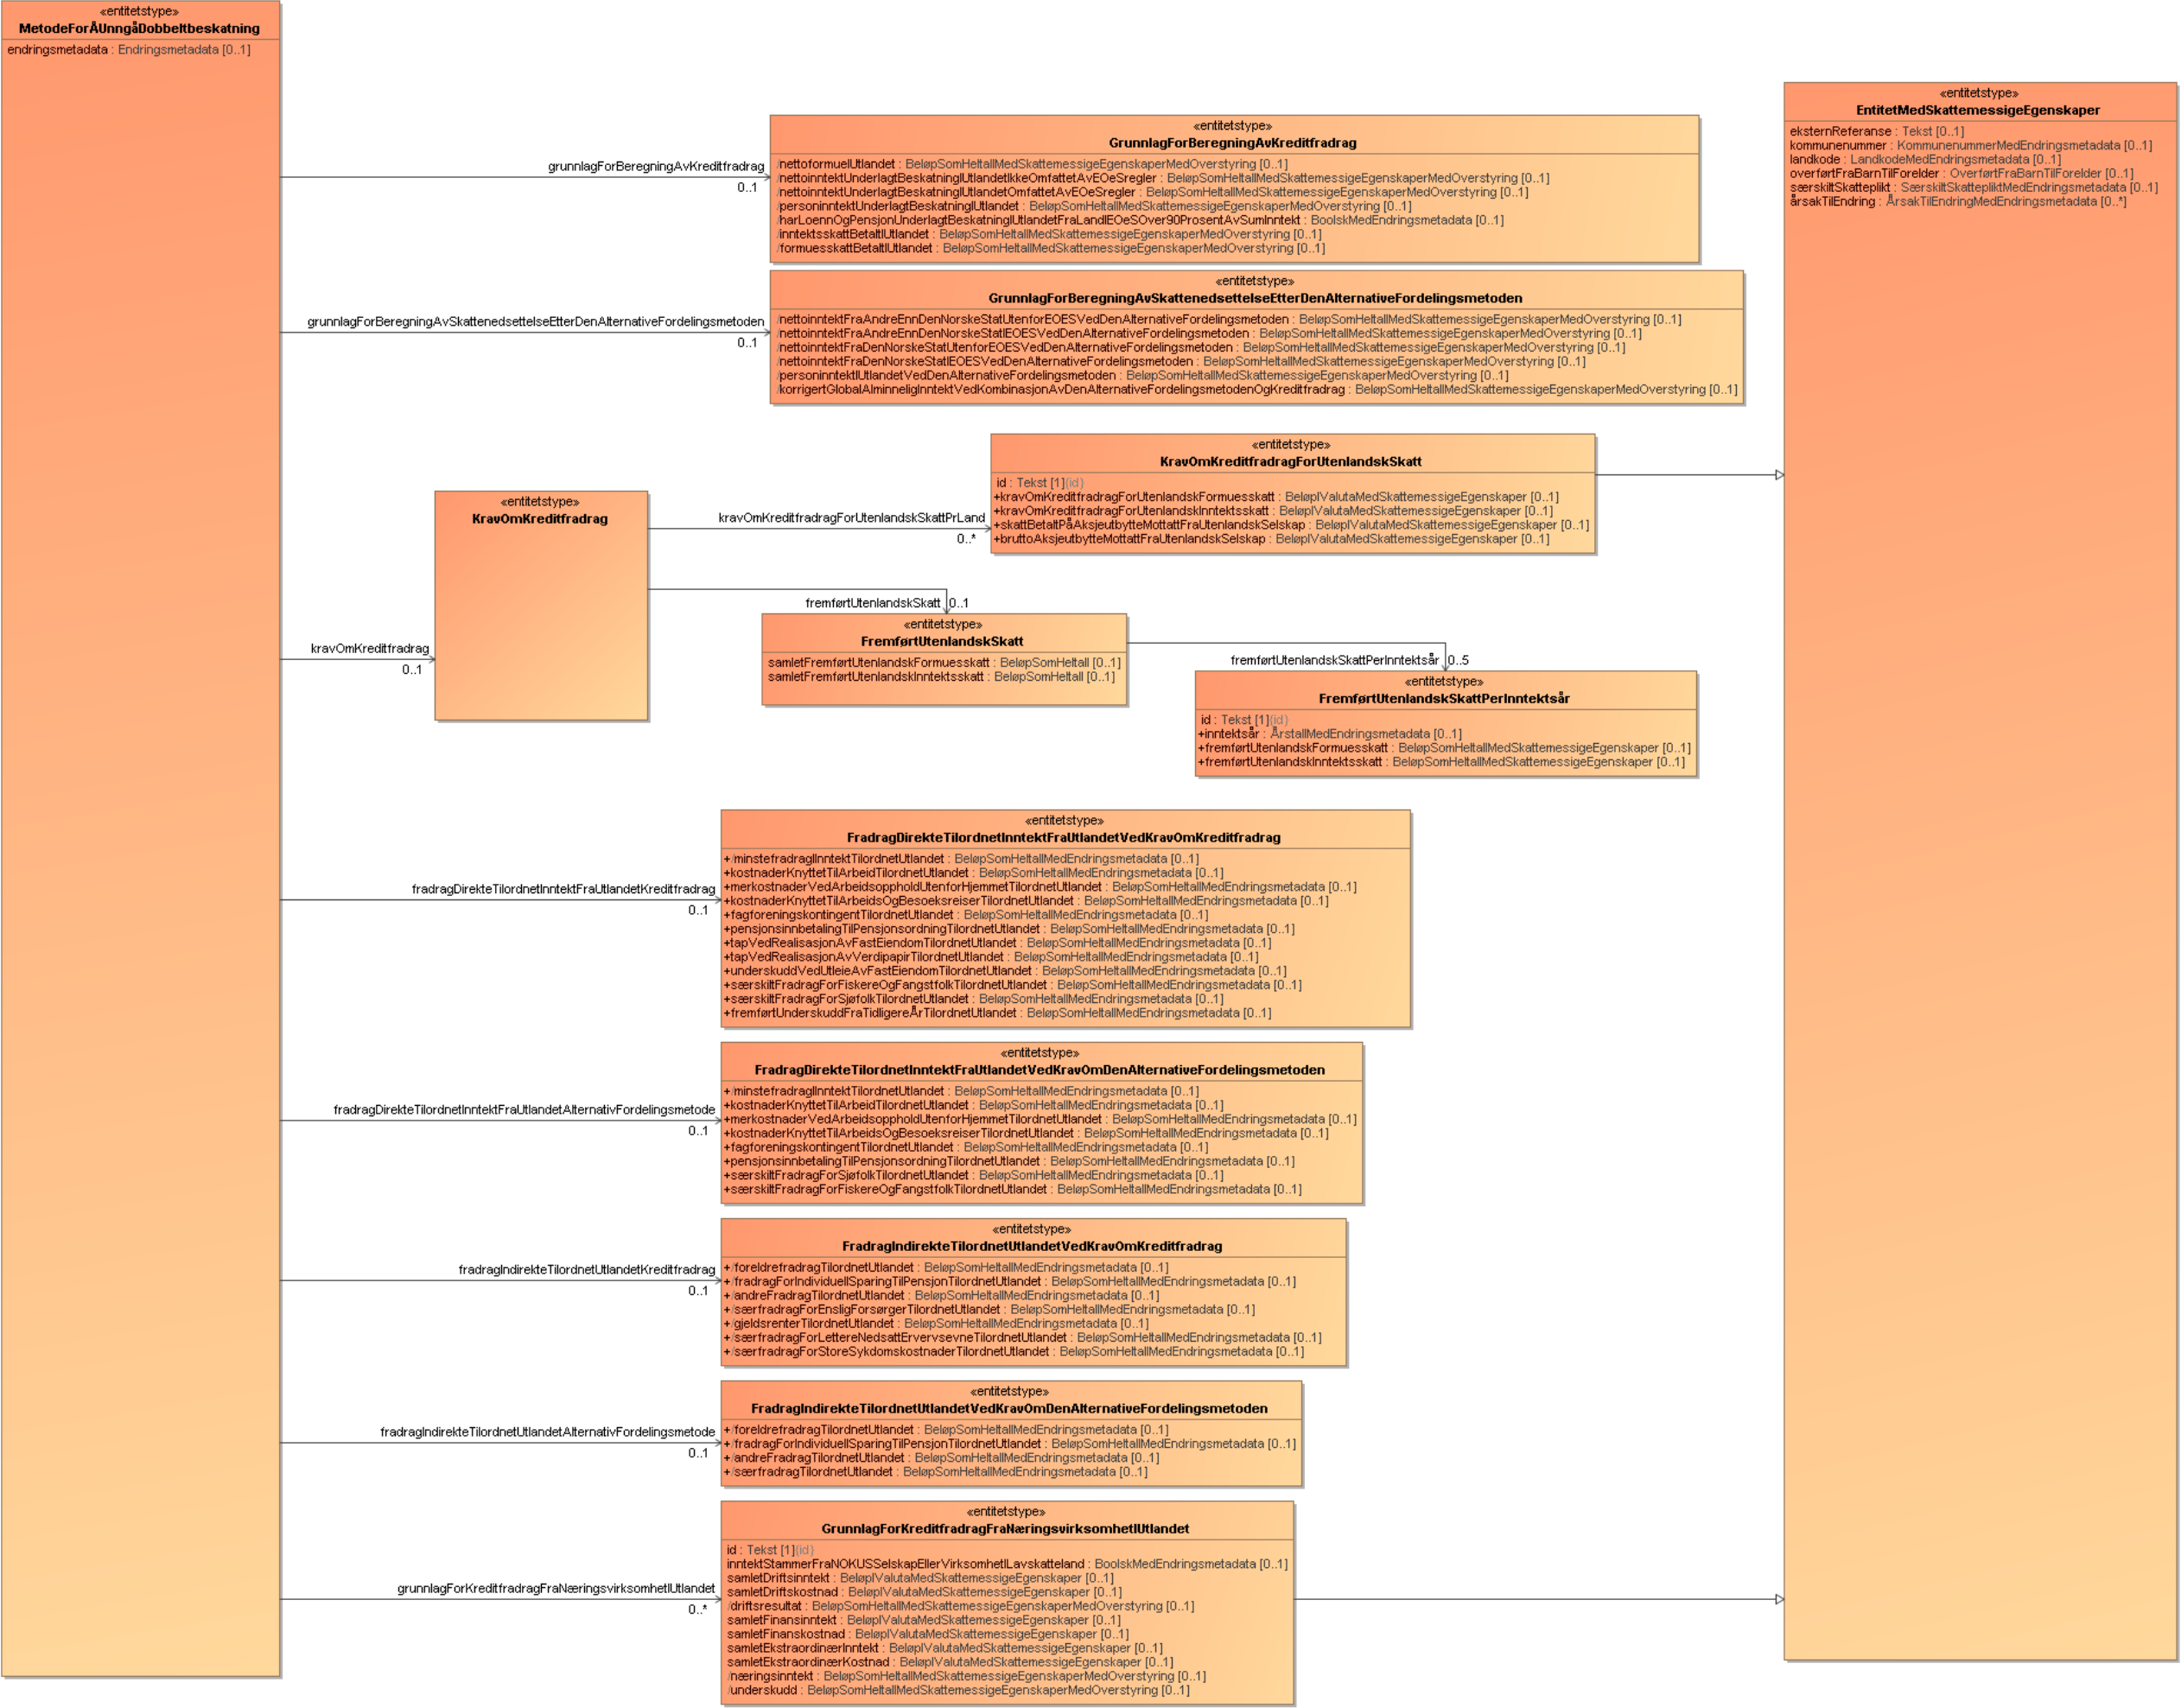 «entitetstype»
MetodeForÅUnngåDobbeltbeskatning
endringsmetadata : Endringsmetadata [0..1]
«entitetstype»
EntitetMedSkattemessigeEgenskaper
eksternReferanse : Tekst [0..1]
kommunenummer : KommunenummerMedEndringsmetadata [0..1]
landkode : LandkodeMedEndringsmetadata [0..1]
overførtFraBarnTilForelder : OverførtFraBarnTilForelder [0..1]
særskiltSkatteplikt : SærskiltSkattepliktMedEndringsmetadata [0..1]
årsakTilEndring : ÅrsakTilEndringMedEndringsmetadata [0..*]
grunnlagForBeregningAvKreditfradrag
0..1
«entitetstype»
GrunnlagForBeregningAvKreditfradrag
/nettoformueIUtlandet : BeløpSomHeltallMedSkattemessigeEgenskaperMedOverstyring [0..1]
/nettoinntektUnderlagtBeskatningIUtlandetIkkeOmfattetAvEOeSregler : BeløpSomHeltallMedSkattemessigeEgenskaperMedOverstyring [0..1]
/nettoinntektUnderlagtBeskatningIUtlandetOmfattetAvEOeSregler : BeløpSomHeltallMedSkattemessigeEgenskaperMedOverstyring [0..1]
/personinntektUnderlagtBeskatningIUtlandet : BeløpSomHeltallMedSkattemessigeEgenskaperMedOverstyring [0..1]
/harLoennOgPensjonUnderlagtBeskatningIUtlandetFraLandIEOeSOver90ProsentAvSumInntekt : BoolskMedEndringsmetadata [0..1]
/inntektsskattBetaltIUtlandet : BeløpSomHeltallMedSkattemessigeEgenskaperMedOverstyring [0..1]
/formuesskattBetaltIUtlandet : BeløpSomHeltallMedSkattemessigeEgenskaperMedOverstyring [0..1]
grunnlagForBeregningAvSkattenedsettelseEtterDenAlternativeFordelingsmetoden
0..1
«entitetstype»
GrunnlagForBeregningAvSkattenedsettelseEtterDenAlternativeFordelingsmetoden
/nettoinntektFraAndreEnnDenNorskeStatUtenforEOESVedDenAlternativeFordelingsmetoden : BeløpSomHeltallMedSkattemessigeEgenskaperMedOverstyring [0..1]
/nettoinntektFraAndreEnnDenNorskeStatIEOESVedDenAlternativeFordelingsmetoden : BeløpSomHeltallMedSkattemessigeEgenskaperMedOverstyring [0..1]
/nettoinntektFraDenNorskeStatUtenforEOESVedDenAlternativeFordelingsmetoden : BeløpSomHeltallMedSkattemessigeEgenskaperMedOverstyring [0..1]
/nettoinntektFraDenNorskeStatIEOESVedDenAlternativeFordelingsmetoden : BeløpSomHeltallMedSkattemessigeEgenskaperMedOverstyring [0..1]
/personinntektIUtlandetVedDenAlternativeFordelingsmetoden : BeløpSomHeltallMedSkattemessigeEgenskaperMedOverstyring [0..1]
/korrigertGlobalAlminneligInntektVedKombinasjonAvDenAlternativeFordelingsmetodenOgKreditfradrag : BeløpSomHeltallMedSkattemessigeEgenskaperMedOverstyring [0..1]
kravOmKreditfradrag
0..1
«entitetstype»
KravOmKreditfradrag
kravOmKreditfradragForUtenlandskSkattPrLand
0..*
«entitetstype»
KravOmKreditfradragForUtenlandskSkatt
id : Tekst [1]{id}
+kravOmKreditfradragForUtenlandskFormuesskatt : BeløpIValutaMedSkattemessigeEgenskaper [0..1]
+kravOmKreditfradragForUtenlandskInntektsskatt : BeløpIValutaMedSkattemessigeEgenskaper [0..1]
+skattBetaltPåAksjeutbytteMottattFraUtenlandskSelskap : BeløpIValutaMedSkattemessigeEgenskaper [0..1]
+bruttoAksjeutbytteMottattFraUtenlandskSelskap : BeløpIValutaMedSkattemessigeEgenskaper [0..1]
fremførtUtenlandskSkatt 0..1
«entitetstype»
FremførtUtenlandskSkatt
samletFremførtUtenlandskFormuesskatt : BeløpSomHeltall [0..1]
samletFremførtUtenlandskInntektsskatt : BeløpSomHeltall [0..1]
fremførtUtenlandskSkattPerInntektsår 0..5
«entitetstype»
FremførtUtenlandskSkattPerInntektsår
id : Tekst [1]{id}
+inntektsår : ÅrstallMedEndringsmetadata [0..1]
+fremførtUtenlandskFormuesskatt : BeløpSomHeltallMedSkattemessigeEgenskaper [0..1]
+fremførtUtenlandskInntektsskatt : BeløpSomHeltallMedSkattemessigeEgenskaper [0..1]
fradragDirekteTilordnetInntektFraUtlandetKreditfradrag
0..1
«entitetstype»
FradragDirekteTilordnetInntektFraUtlandetVedKravOmKreditfradrag
+/minstefradragIInntektTilordnetUtlandet : BeløpSomHeltallMedEndringsmetadata [0..1]
+kostnaderKnyttetTilArbeidTilordnetUtlandet : BeløpSomHeltallMedEndringsmetadata [0..1]
+merkostnaderVedArbeidsoppholdUtenforHjemmetTilordnetUtlandet : BeløpSomHeltallMedEndringsmetadata [0..1]
+kostnaderKnyttetTilArbeidsOgBesoeksreiserTilordnetUtlandet : BeløpSomHeltallMedEndringsmetadata [0..1]
+fagforeningskontingentTilordnetUtlandet : BeløpSomHeltallMedEndringsmetadata [0..1]
+pensjonsinnbetalingTilPensjonsordningTilordnetUtlandet : BeløpSomHeltallMedEndringsmetadata [0..1]
+tapVedRealisasjonAvFastEiendomTilordnetUtlandet : BeløpSomHeltallMedEndringsmetadata [0..1]
+tapVedRealisasjonAvVerdipapirTilordnetUtlandet : BeløpSomHeltallMedEndringsmetadata [0..1]
+underskuddVedUtleieAvFastEiendomTilordnetUtlandet : BeløpSomHeltallMedEndringsmetadata [0..1]
+særskiltFradragForFiskereOgFangstfolkTilordnetUtlandet : BeløpSomHeltallMedEndringsmetadata [0..1]
+særskiltFradragForSjøfolkTilordnetUtlandet : BeløpSomHeltallMedEndringsmetadata [0..1]
+fremførtUnderskuddFraTidligereÅrTilordnetUtlandet : BeløpSomHeltallMedEndringsmetadata [0..1]
fradragDirekteTilordnetInntektFraUtlandetAlternativFordelingsmetode
0..1
«entitetstype»
FradragDirekteTilordnetInntektFraUtlandetVedKravOmDenAlternativeFordelingsmetoden
+/minstefradragIInntektTilordnetUtlandet : BeløpSomHeltallMedEndringsmetadata [0..1]
+kostnaderKnyttetTilArbeidTilordnetUtlandet : BeløpSomHeltallMedEndringsmetadata [0..1]
+merkostnaderVedArbeidsoppholdUtenforHjemmetTilordnetUtlandet : BeløpSomHeltallMedEndringsmetadata [0..1]
+kostnaderKnyttetTilArbeidsOgBesoeksreiserTilordnetUtlandet : BeløpSomHeltallMedEndringsmetadata [0..1]
+fagforeningskontingentTilordnetUtlandet : BeløpSomHeltallMedEndringsmetadata [0..1]
+pensjonsinnbetalingTilPensjonsordningTilordnetUtlandet : BeløpSomHeltallMedEndringsmetadata [0..1]
+særskiltFradragForSjøfolkTilordnetUtlandet : BeløpSomHeltallMedEndringsmetadata [0..1]
+særskiltFradragForFiskereOgFangstfolkTilordnetUtlandet : BeløpSomHeltallMedEndringsmetadata [0..1]
fradragIndirekteTilordnetUtlandetKreditfradrag
0..1
«entitetstype»
FradragIndirekteTilordnetUtlandetVedKravOmKreditfradrag
+/foreldrefradragTilordnetUtlandet : BeløpSomHeltallMedEndringsmetadata [0..1]
+/fradragForIndividuellSparingTilPensjonTilordnetUtlandet : BeløpSomHeltallMedEndringsmetadata [0..1]
+/andreFradragTilordnetUtlandet : BeløpSomHeltallMedEndringsmetadata [0..1]
+/særfradragForEnsligForsørgerTilordnetUtlandet : BeløpSomHeltallMedEndringsmetadata [0..1]
+/gjeldsrenterTilordnetUtlandet : BeløpSomHeltallMedEndringsmetadata [0..1]
+/særfradragForLettereNedsattErvervsevneTilordnetUtlandet : BeløpSomHeltallMedEndringsmetadata [0..1]
+/særfradragForStoreSykdomskostnaderTilordnetUtlandet : BeløpSomHeltallMedEndringsmetadata [0..1]
fradragIndirekteTilordnetUtlandetAlternativFordelingsmetode
0..1
«entitetstype»
FradragIndirekteTilordnetUtlandetVedKravOmDenAlternativeFordelingsmetoden
+/foreldrefradragTilordnetUtlandet : BeløpSomHeltallMedEndringsmetadata [0..1]
+/fradragForIndividuellSparingTilPensjonTilordnetUtlandet : BeløpSomHeltallMedEndringsmetadata [0..1]
+/andreFradragTilordnetUtlandet : BeløpSomHeltallMedEndringsmetadata [0..1]
+/særfradragTilordnetUtlandet : BeløpSomHeltallMedEndringsmetadata [0..1]
grunnlagForKreditfradragFraNæringsvirksomhetIUtlandet
0..*
«entitetstype»
GrunnlagForKreditfradragFraNæringsvirksomhetIUtlandet
id : Tekst [1]{id}
inntektStammerFraNOKUSSelskapEllerVirksomhetILavskatteland : BoolskMedEndringsmetadata [0..1]
samletDriftsinntekt : BeløpIValutaMedSkattemessigeEgenskaper [0..1]
samletDriftskostnad : BeløpIValutaMedSkattemessigeEgenskaper [0..1]
/driftsresultat : BeløpSomHeltallMedSkattemessigeEgenskaperMedOverstyring [0..1]
samletFinansinntekt : BeløpIValutaMedSkattemessigeEgenskaper [0..1]
samletFinanskostnad : BeløpIValutaMedSkattemessigeEgenskaper [0..1]
samletEkstraordinærInntekt : BeløpIValutaMedSkattemessigeEgenskaper [0..1]
samletEkstraordinærKostnad : BeløpIValutaMedSkattemessigeEgenskaper [0..1]
/næringsinntekt : BeløpSomHeltallMedSkattemessigeEgenskaperMedOverstyring [0..1]
/underskudd : BeløpSomHeltallMedSkattemessigeEgenskaperMedOverstyring [0..1]